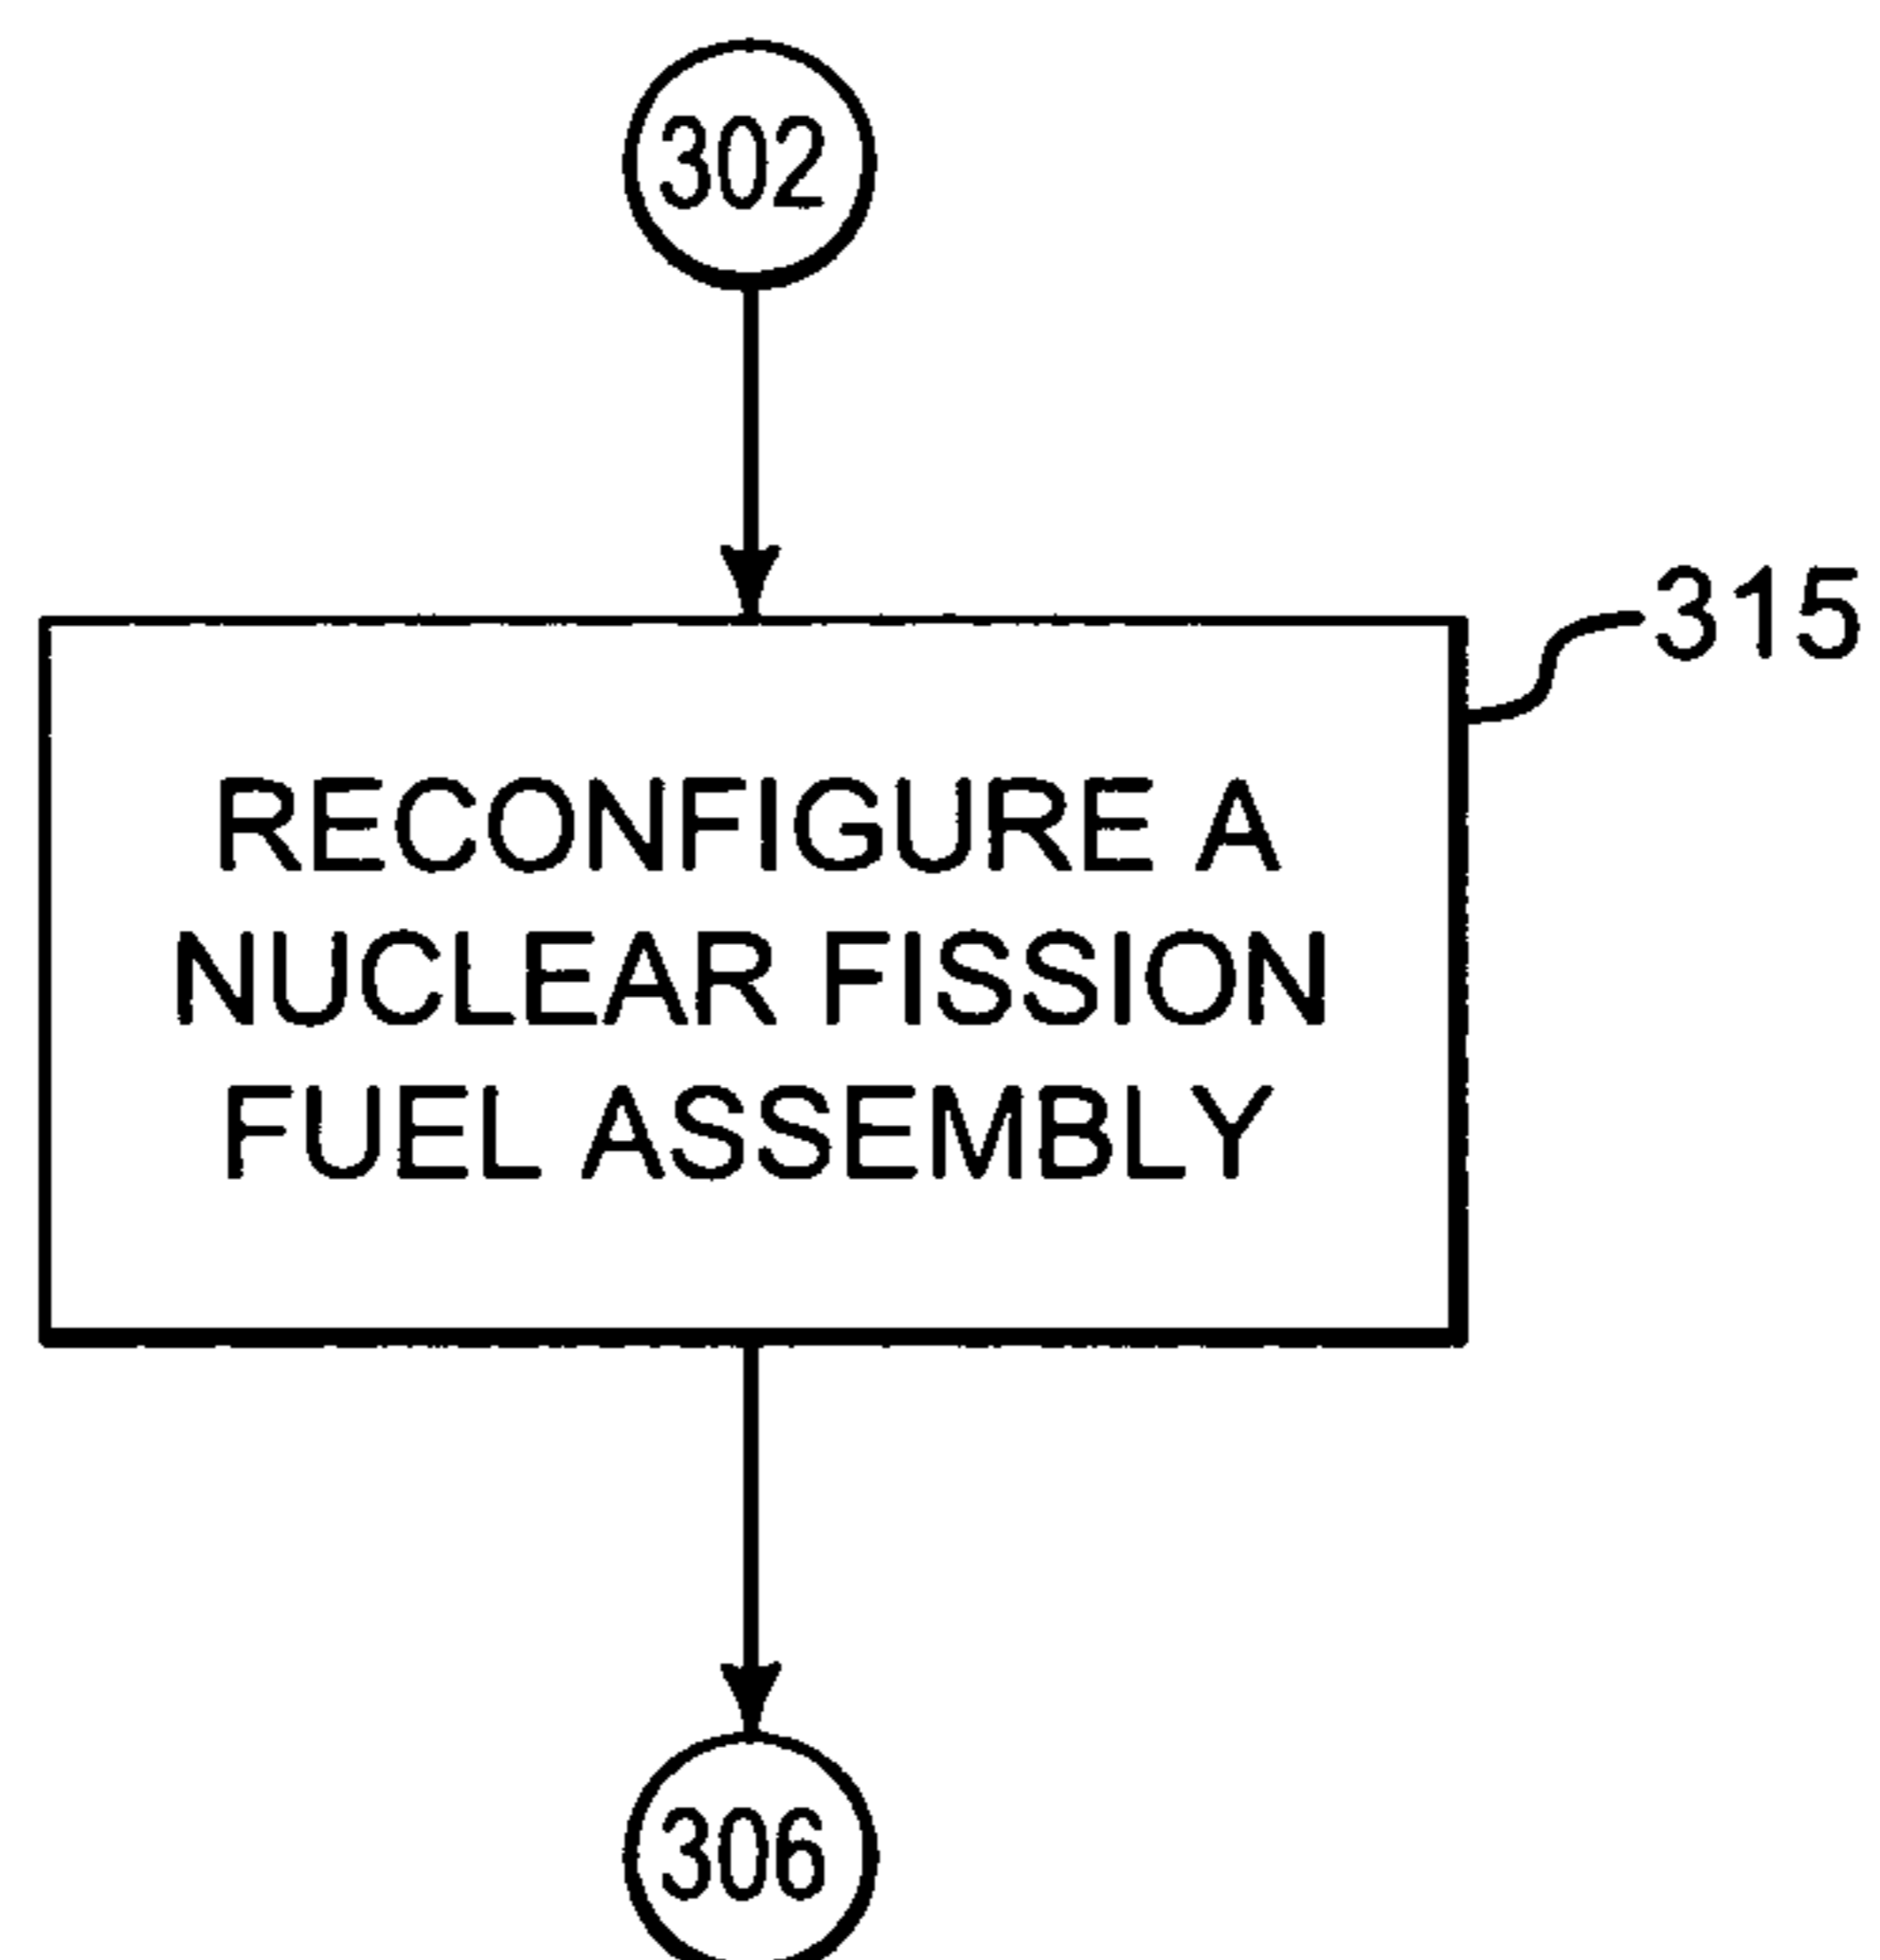 302
315
RECONFIGURE A
NUCLEAR FISSION
FUEL ASSEMBLY
306